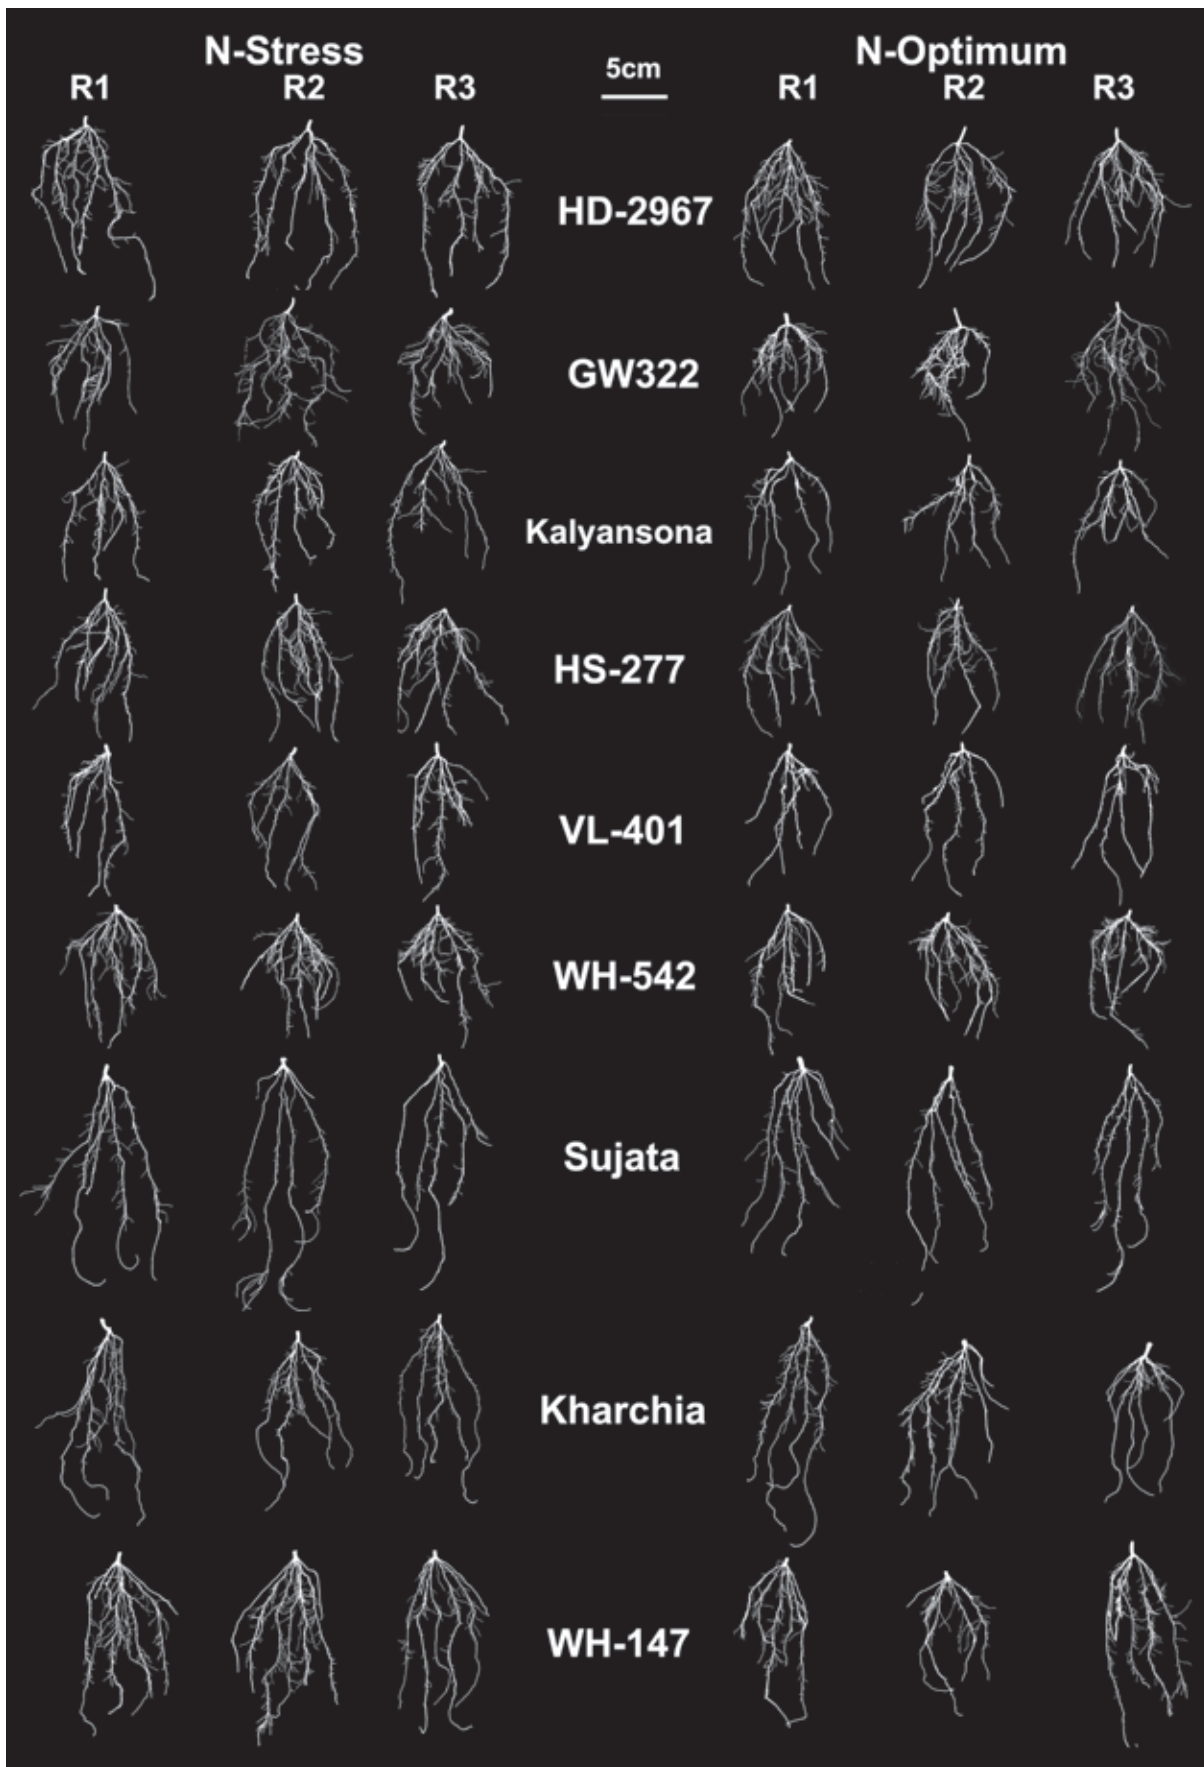 N-Stress
5cm
N-Optimum
R1 R2 R3
R1 R2 R3
HD-2967
GW322
Kalyansona
HS-277
VL-401
WH-542
Sujata
Kharchia
WH-147